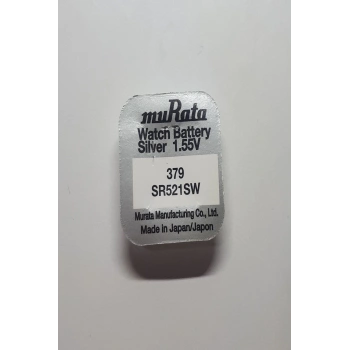 muRata
Watch Battery
Silver 1.55V
379
SR521SW
Murata Manufacturing Co., Ltd.
Made in Japan/Japon